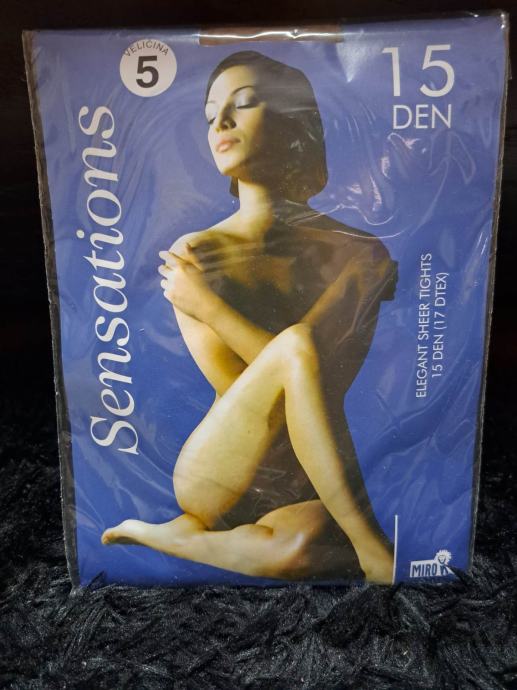 VELIČINA
5
15
DEN
Sensations
ELEGANT SHEER TIGHTS
15 DEN (17 DTEX)
MIRO